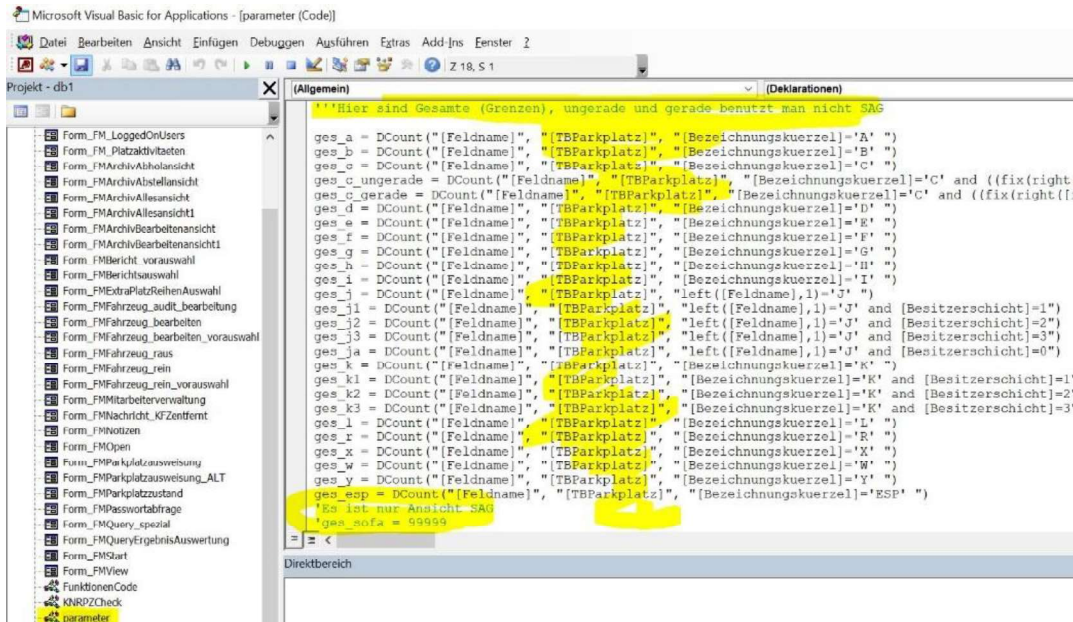 Microsoft Visual Basic for Applications - [parameter (Code)]
Datei Bearbeiten Ansicht Einfügen Debuggen Ausführen Extras Add-Ins Fenster ?
Z 18, S 1
Projekt - db1
(Allgemein)
(Deklarationen)
Form_FM_LoggedOnUsers
Form_FM_Platzaktivitaeten
Form_FMArchivAbholansicht
Form_FMArchivAbstellansicht
Form_FMArchivAllesansicht
Form_FMArchivAllesansicht1
Form_FMArchivBearbeitenansicht
Form_FMArchivBearbeitenansicht1
Form_FMBericht_vorauswahl
Form_FMBerichtsauswahl
Form_FMExtraPlatzReihenAuswahl
Form_FMFahrzeug_audit_bearbeitung
Form_FMFahrzeug_bearbeiten
Form_FMFahrzeug_bearbeiten_vorauswahl
Form_FMFahrzeug_raus
Form_FMFahrzeug_rein
Form_FMFahrzeug_rein_vorauswahl
Form_FMMitarbeiterverwaltung
Form_FMNachricht_KFZentfernt
Form_FMNotizen
Form_FMOpen
Form_FMParkplatzausweisung
Form_FMParkplatzausweisung_ALT
Form_FMParkplatzzustand
Form_FMPasswortabfrage
Form_FMQuery_spezial
Form_FMQueryErgebnisAuswertung
Form_FMStart
Form_FMView
FunktionenCode
KNRPZCheck
parameter
'''Hier sind Gesamte (Grenzen), ungerade und gerade benutzt man nicht SAG
ges_a = DCount("[Feldname]", "[TBParkplatz]", "[Bezeichnungskuerzel]='A' ")
ges_b = DCount("[Feldname]", "[TBParkplatz]", "[Bezeichnungskuerzel]='B' ")
ges_c = DCount("[Feldname]", "[TBParkplatz]", "[Bezeichnungskuerzel]='C' ")
ges_c_ungerade = DCount("[Feldname]", "[TBParkplatz]", "[Bezeichnungskuerzel]='C' and ((fix(right
ges_c_gerade = DCount("[Feldname]", "[TBParkplatz]", "[Bezeichnungskuerzel]='C' and ((fix(right([
ges_d = DCount("[Feldname]", "[TBParkplatz]", "[Bezeichnungskuerzel]='D' ")
ges_e = DCount("[Feldname]", "[TBParkplatz]", "[Bezeichnungskuerzel]='E' ")
ges_f = DCount("[Feldname]", "[TBParkplatz]", "[Bezeichnungskuerzel]='F' ")
ges_g = DCount("[Feldname]", "[TBParkplatz]", "[Bezeichnungskuerzel]='G' ")
ges_h = DCount("[Feldname]", "[TBParkplatz]", "[Bezeichnungskuerzel]='H' ")
ges_i = DCount("[Feldname]", "[TBParkplatz]", "[Bezeichnungskuerzel]='I' ")
ges_j = DCount("[Feldname]", "[TBParkplatz]", "left([Feldname],1)='J' ")
ges_j1 = DCount("[Feldname]", "[TBParkplatz]", "left([Feldname],1)='J' and [Besitzerschicht]=1")
ges_j2 = DCount("[Feldname]", "[TBParkplatz]", "left([Feldname],1)='J' and [Besitzerschicht]=2")
ges_j3 = DCount("[Feldname]", "[TBParkplatz]", "left([Feldname],1)='J' and [Besitzerschicht]=3")
ges_ja = DCount("[Feldname]", "[TBParkplatz]", "left([Feldname],1)='J' and [Besitzerschicht]=0")
ges_k = DCount("[Feldname]", "[TBParkplatz]", "[Bezeichnungskuerzel]='K' ")
ges_k1 = DCount("[Feldname]", "[TBParkplatz]", "[Bezeichnungskuerzel]='K' and [Besitzerschicht]=1"
ges_k2 = DCount("[Feldname]", "[TBParkplatz]", "[Bezeichnungskuerzel]='K' and [Besitzerschicht]=2"
ges_k3 = DCount("[Feldname]", "[TBParkplatz]", "[Bezeichnungskuerzel]='K' and [Besitzerschicht]=3"
ges_l = DCount("[Feldname]", "[TBParkplatz]", "[Bezeichnungskuerzel]='L' ")
ges_r = DCount("[Feldname]", "[TBParkplatz]", "[Bezeichnungskuerzel]='R' ")
ges_x = DCount("[Feldname]", "[TBParkplatz]", "[Bezeichnungskuerzel]='X' ")
ges_w = DCount("[Feldname]", "[TBParkplatz]", "[Bezeichnungskuerzel]='W' ")
ges_y = DCount("[Feldname]", "[TBParkplatz]", "[Bezeichnungskuerzel]='Y' ")
ges_esp = DCount("[Feldname]", "[TBParkplatz]", "[Bezeichnungskuerzel]='ESP' ")
'Es ist nur Ansicht SAG
'ges_sofa = 99999
Direktbereich